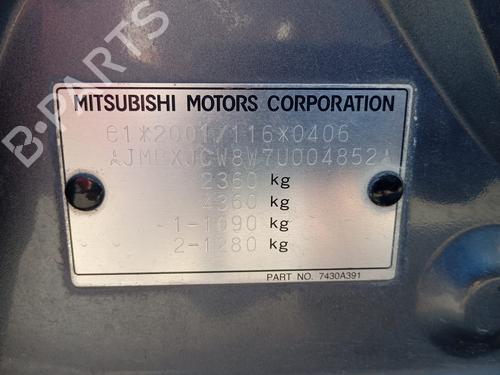 B-PARTS
MITSUBISHI MOTORS CORPORATION
e1*2001/116*0406
AJMBXJCW8W7U004852A
2360 kg
4360 kg
1-1090 kg
2-1280 kg
PART NO. 7430A391